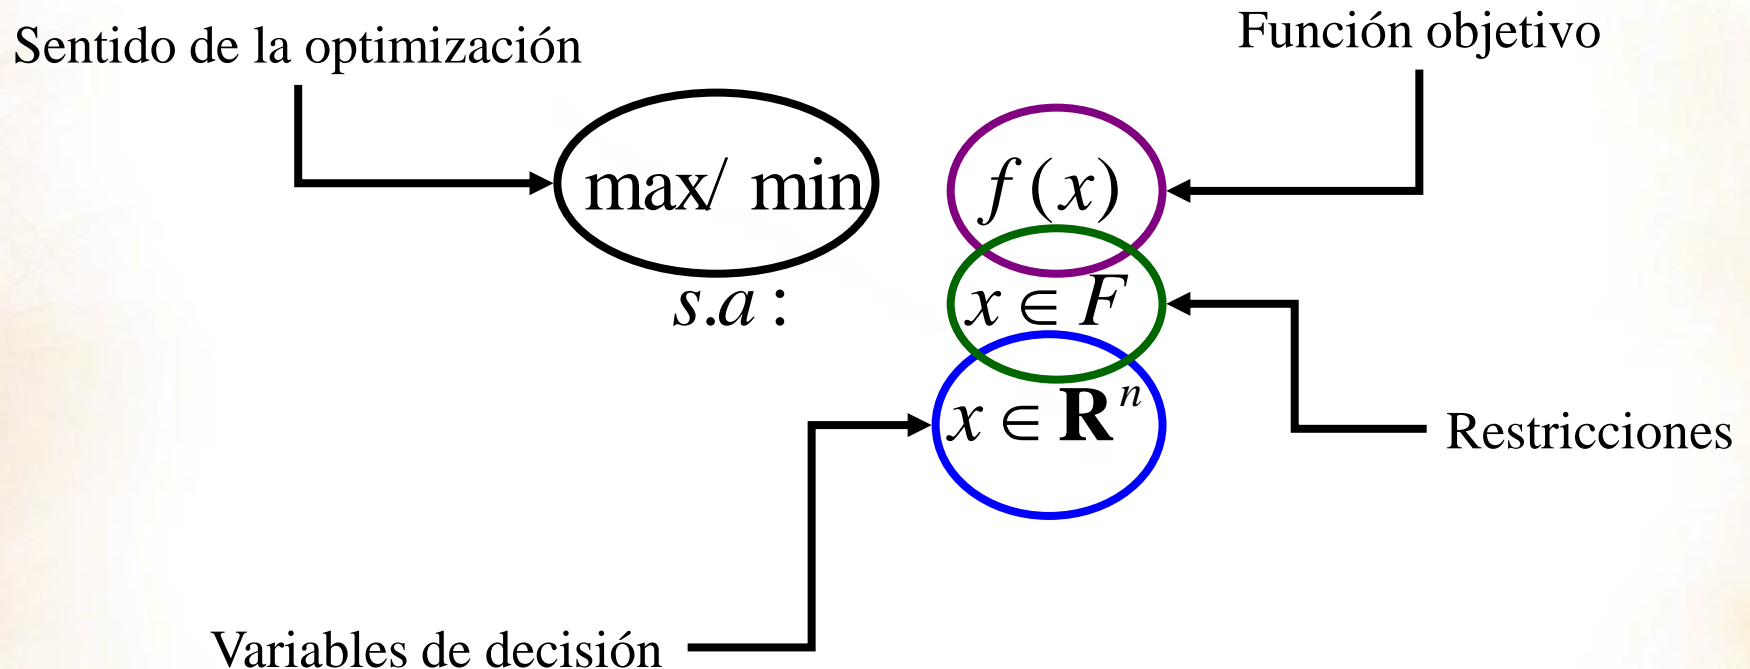 Sentido de la optimización
Función objetivo
max/ min f (x)
s.a : x ∈ F
x ∈ Rⁿ
Restricciones
Variables de decisión